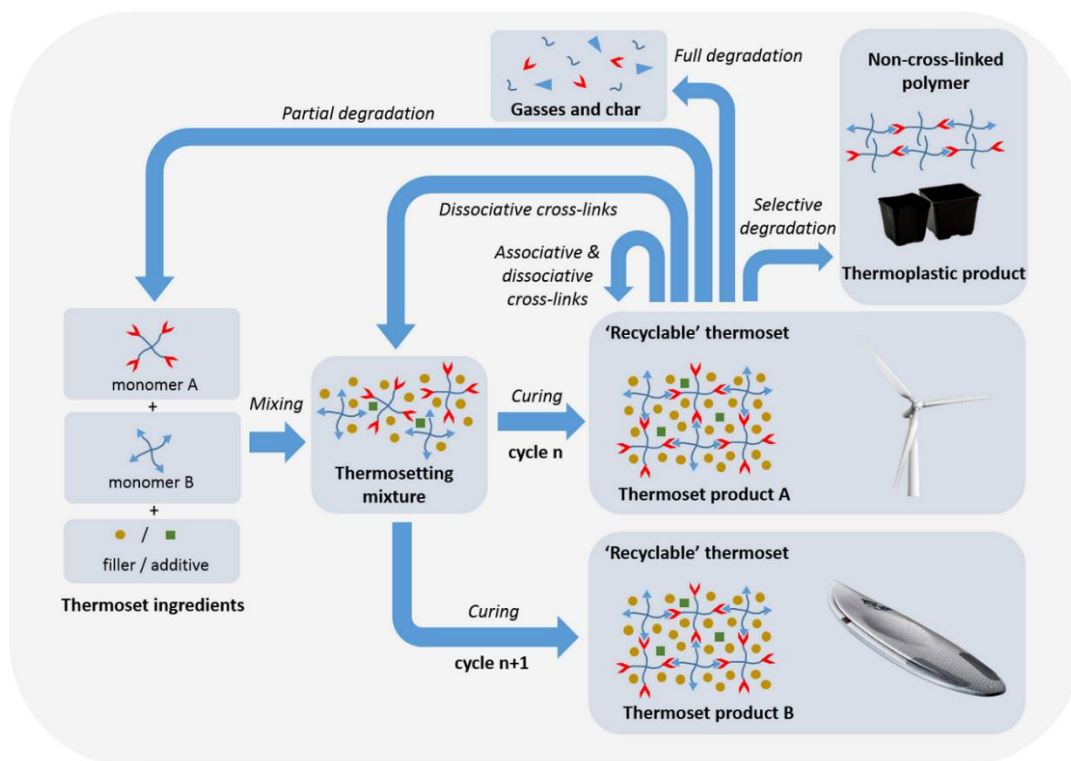 Full degradation
Gasses and char
Non-cross-linked
polymer
Thermoplastic product
Partial degradation
Dissociative cross-links
Selective
degradation
Associative &
dissociative
cross-links
monomer A
+
monomer B
+
/
filler / additive
Thermoset ingredients
Mixing
Thermosetting
mixture
Curing
cycle n
'Recyclable' thermoset
Thermoset product A
Curing
cycle n+1
'Recyclable' thermoset
Thermoset product B